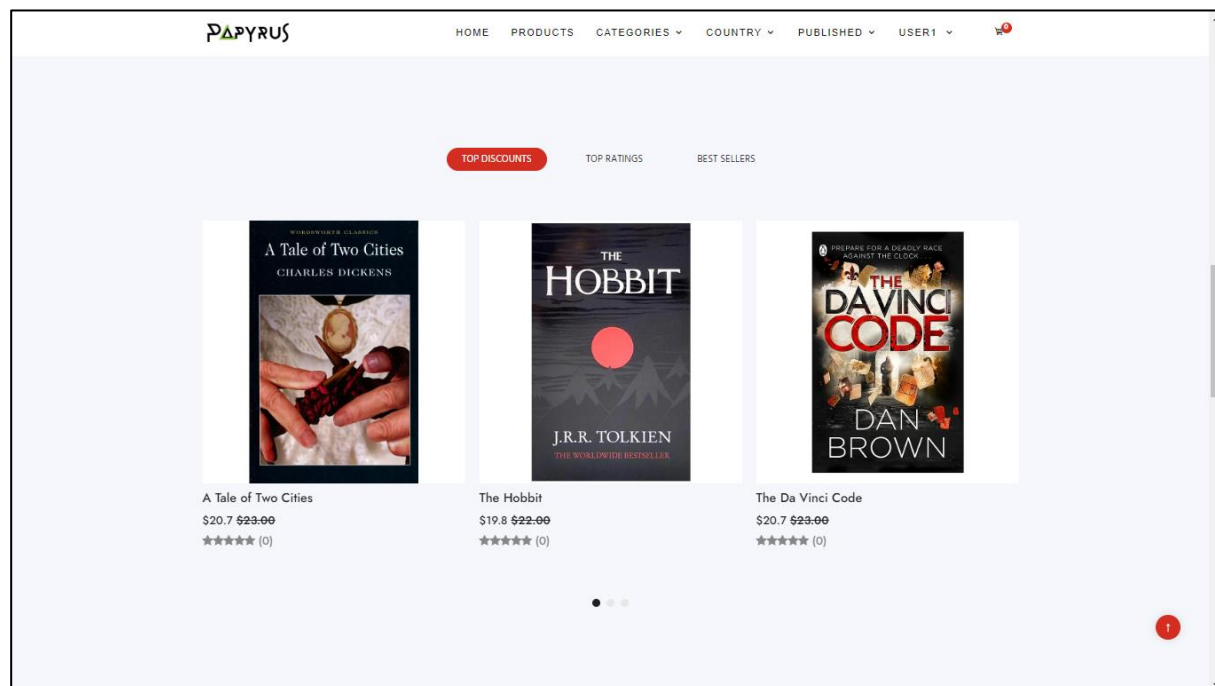 PAPYRUS
HOME PRODUCTS CATEGORIES COUNTRY PUBLISHED USER1 0
TOP DISCOUNTS TOP RATINGS BEST SELLERS
WORDSWORTH CLASSICS
A Tale of Two Cities
CHARLES DICKENS
THE
HOBBIT
J.R.R. TOLKIEN
THE WORLDWIDE BESTSELLER
PREPARE FOR A DEADLY RACE
AGAINST THE CLOCK . . .
THE
DA VINCI
CODE
DAN
BROWN
A Tale of Two Cities
$20.7 $23.00
(0)
The Hobbit
$19.8 $22.00
(0)
The Da Vinci Code
$20.7 $23.00
(0)